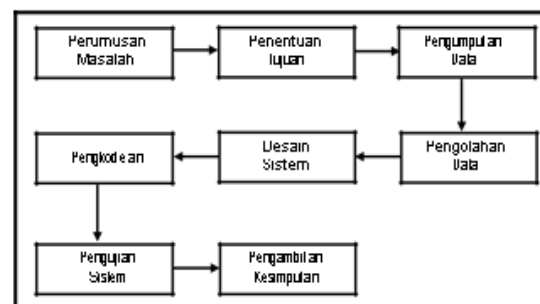 Perumusan
Masalah
Penentuan
Tujuan
Pengumpulan
Data
Pengolahan
Data
Desain
Sistem
Pengkodean
Pengujian
Sistem
Pengambilan
Kesimpulan